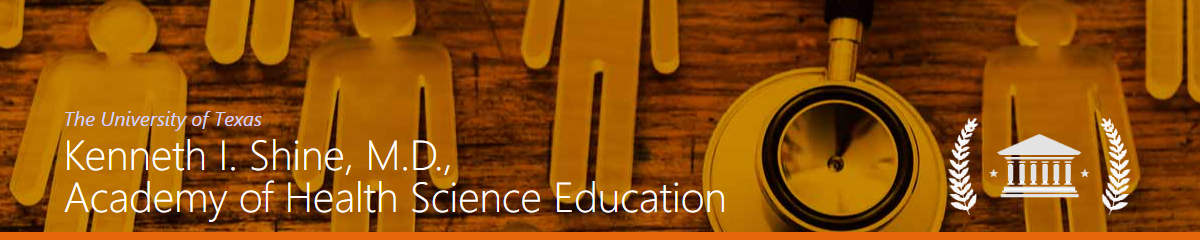 The University of Texas
Kenneth I. Shine, M.D.,
Academy of Health Science Education